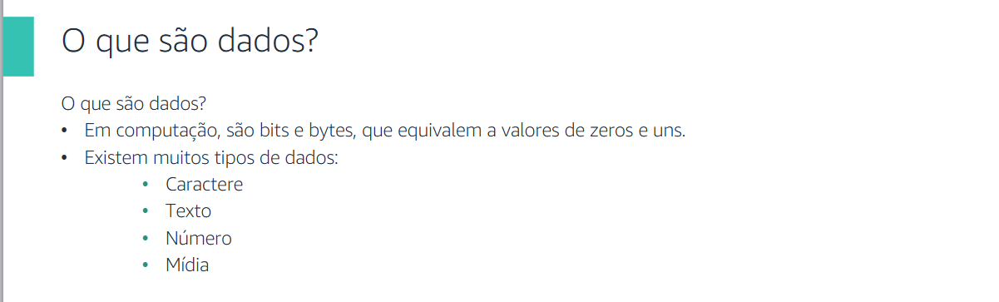 O que são dados?
O que são dados?
• Em computação, são bits e bytes, que equivalem a valores de zeros e uns.
• Existem muitos tipos de dados:
• Caractere
• Texto
• Número
• Mídia